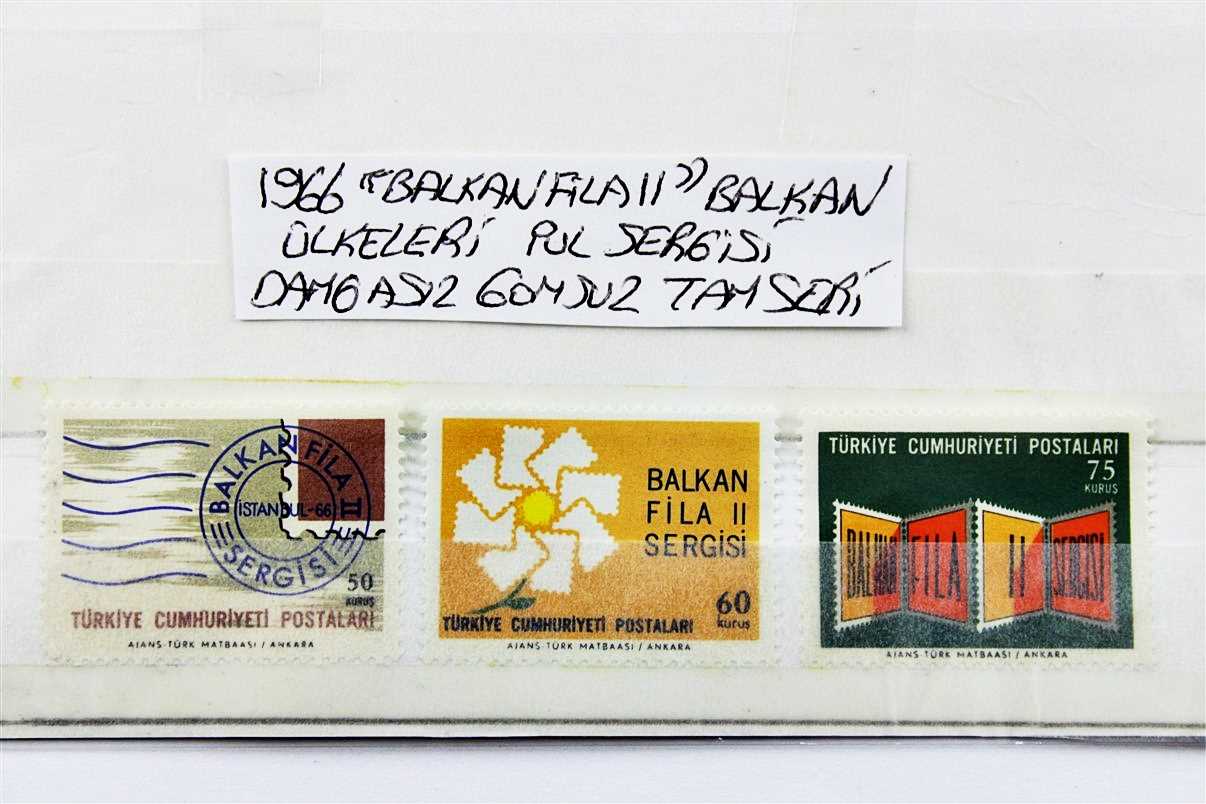 1966 "BALKANFİLA II" BALKAN
ÜLKELERİ PUL SERGİSİ
DAMGASIZ GOMSUZ TAM SERİ
BALKAN FİLA II
İSTANBUL-66
SERGİSİ
50
KURUŞ
TÜRKİYE CUMHURİYETİ POSTALARI
AJANS-TÜRK MATBAASI / ANKARA
BALKAN
FİLA II
SERGİSİ
60
KURUŞ
TÜRKİYE CUMHURİYETİ POSTALARI
AJANS-TÜRK MATBAASI / ANKARA
TÜRKİYE CUMHURİYETİ POSTALARI
75
KURUŞ
BALKAN FİLA II SERGİSİ
AJANS-TÜRK MATBAASI / ANKARA